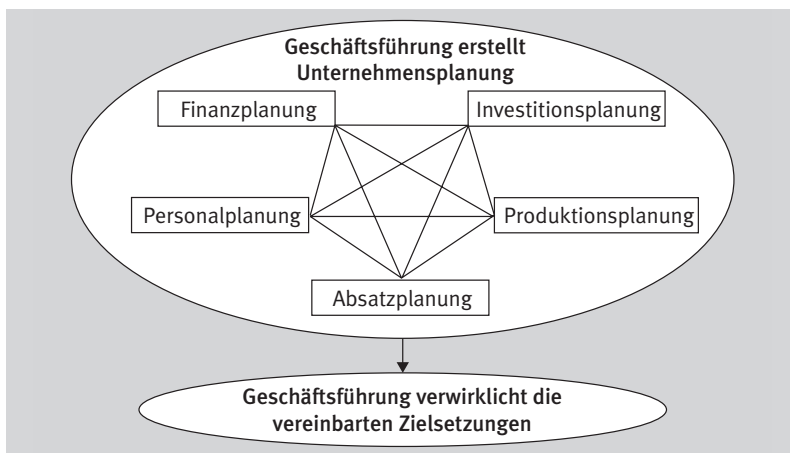 Geschäftsführung erstellt
Unternehmensplanung
Finanzplanung
Investitionsplanung
Personalplanung
Produktionsplanung
Absatzplanung
Geschäftsführung verwirklicht die
vereinbarten Zielsetzungen